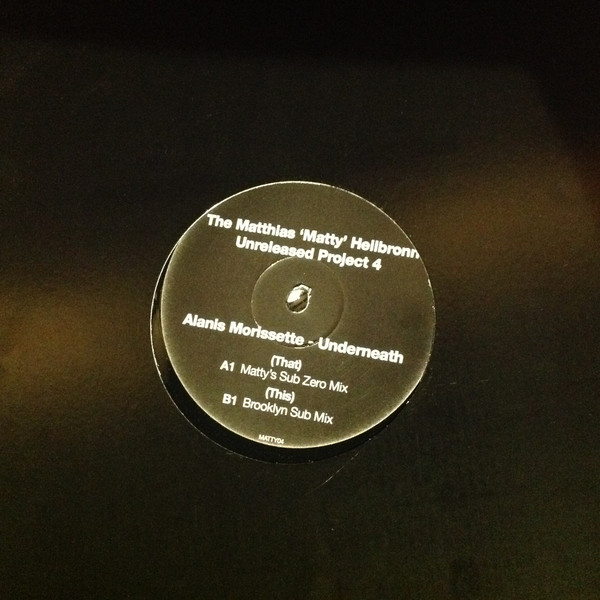 The Matthias 'Matty' Heilbronn
Unreleased Project 4
Alanis Morissette - Underneath
(That)
A1 Matty's Sub Zero Mix
(This)
B1 Brooklyn Sub Mix
MATTY04